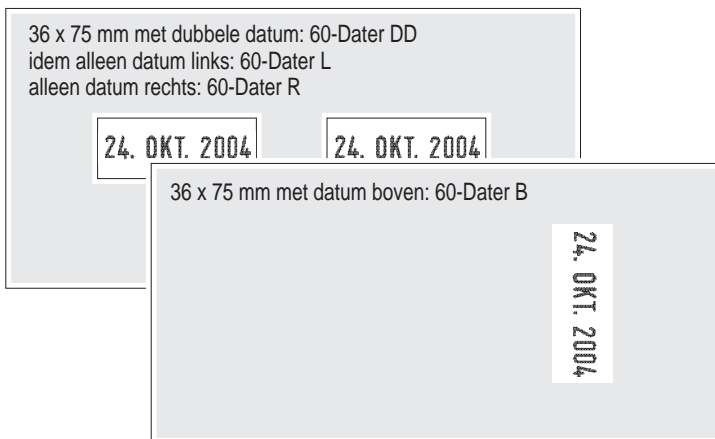 36 x 75 mm met dubbele datum: 60-Dater DD
idem alleen datum links: 60-Dater L
alleen datum rechts: 60-Dater R
24. OKT. 2004 24. OKT. 2004
36 x 75 mm met datum boven: 60-Dater B
24. OKT. 2004